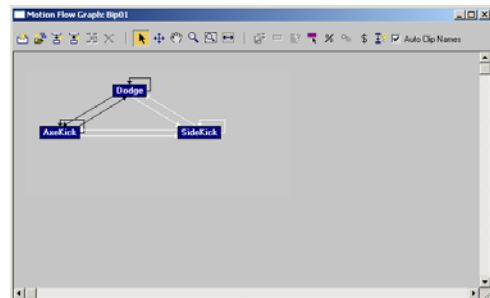 Motion Flow Graph: Bip01
Auto Clip Names
Dodge
AxeKick
SideKick